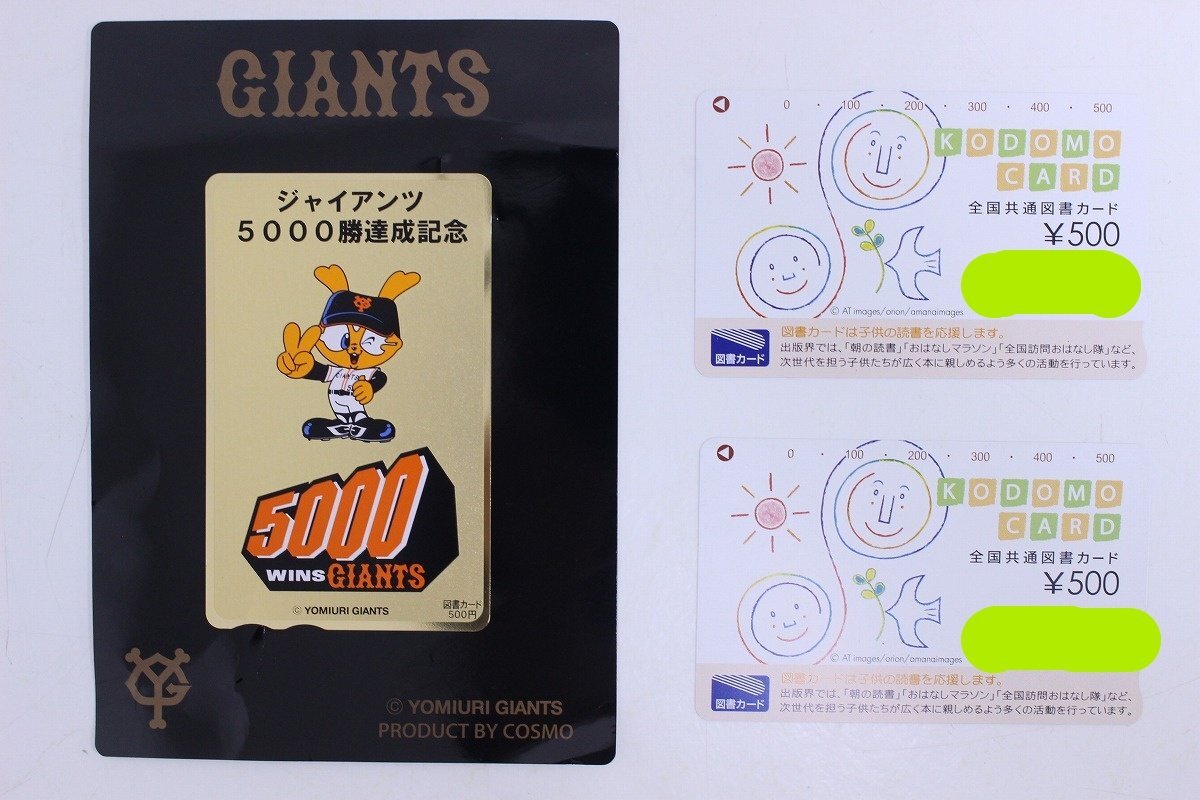 GIANTS
ジャイアンツ
5000勝達成記念
GIANTS
5000
WINS GIANTS
© YOMIURI GIANTS
図書カード
500円
© YOMIURI GIANTS
PRODUCT BY COSMO
0 ・ 100 ・ 200 ・ 300 ・ 400 ・ 500
KODOMO
CARD
全国共通図書カード
¥500
© AT images/orion/amanaimages
図書カード
図書カードは子供の読書を応援します。
出版界では、「朝の読書」「おはなしマラソン」「全国訪問おはなし隊」など、
次世代を担う子供たちが広く本に親しめるよう多くの活動を行っています。
0 ・ 100 ・ 200 ・ 300 ・ 400 ・ 500
KODOMO
CARD
全国共通図書カード
¥500
© AT images/orion/amanaimages
図書カード
図書カードは子供の読書を応援します。
出版界では、「朝の読書」「おはなしマラソン」「全国訪問おはなし隊」など、
次世代を担う子供たちが広く本に親しめるよう多くの活動を行っています。